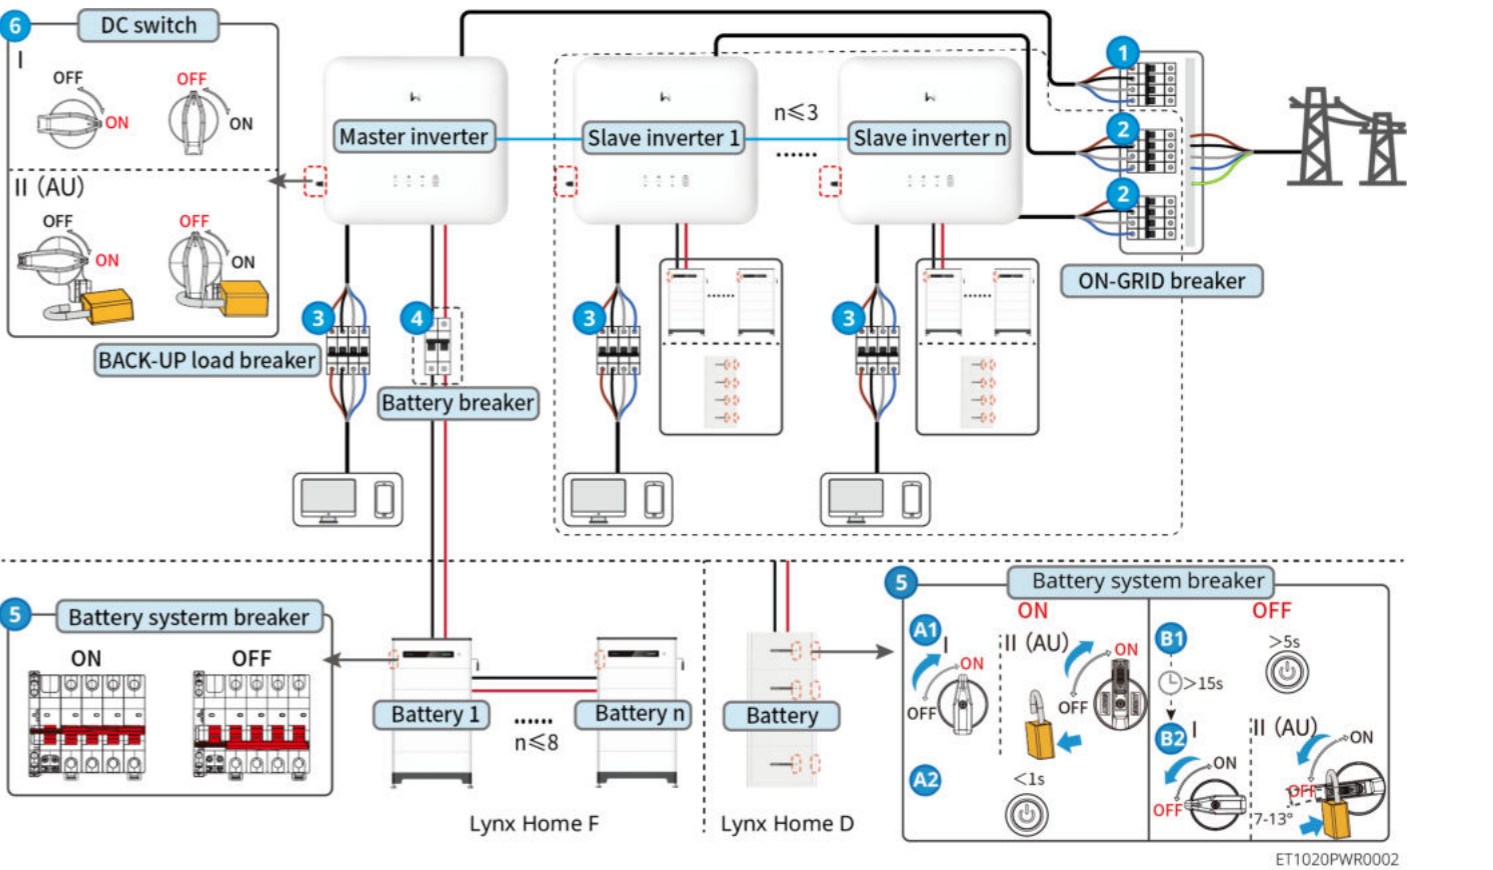 6
DC switch
I
OFF
ON
OFF
ON
II (AU)
OFF
ON
OFF
ON
Master inverter
Slave inverter 1
n≤3
......
Slave inverter n
1
2
2
ON-GRID breaker
3
BACK-UP load breaker
4
Battery breaker
3
......
3
......
5
Battery systerm breaker
ON
OFF
Battery 1
......
n≤8
Battery n
Lynx Home F
Battery
Lynx Home D
5
Battery system breaker
ON
A1
I
ON
OFF
II (AU)
ON
OFF
A2
<1s
OFF
B1
>5s
>15s
B2
I
ON
OFF
II (AU)
ON
OFF
7-13°
ET1020PWR0002